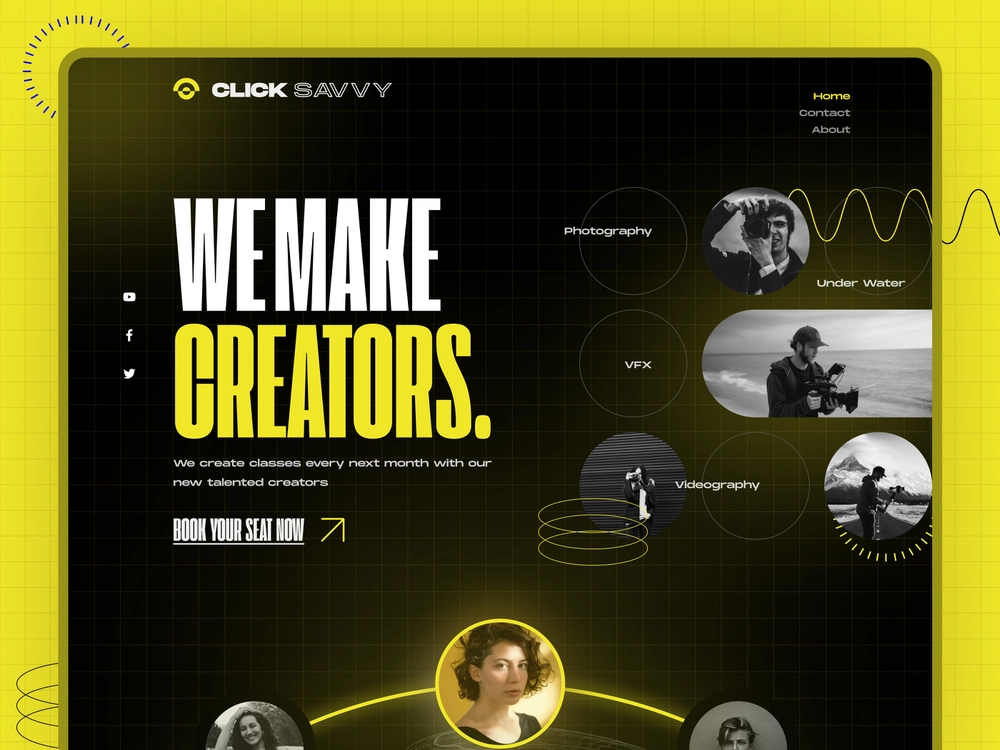 CLICK SAVVY
Home
Contact
About
WE MAKE
CREATORS.
We create classes every next month with our
new talented creators
BOOK YOUR SEAT NOW
Photography
Under Water
VFX
Videography